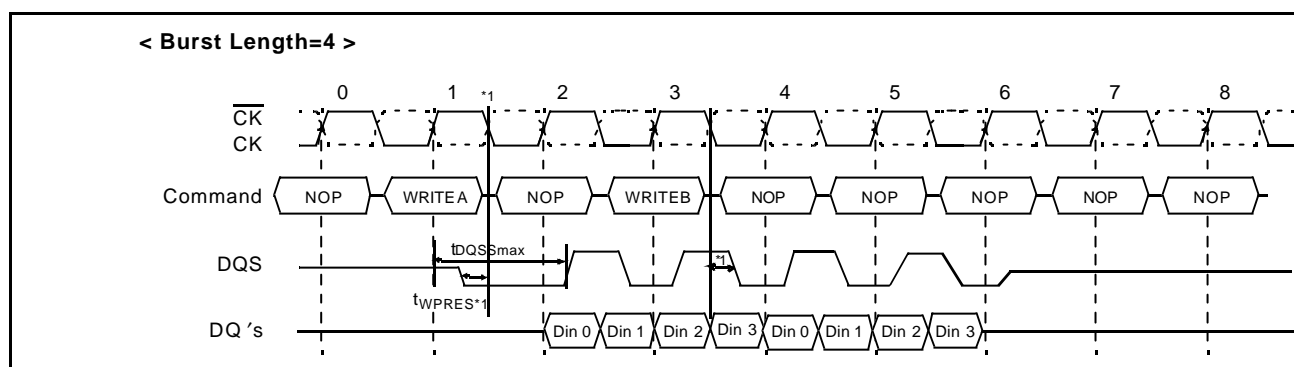 < Burst Length=4 >
0 1 *1 2 3 4 5 6 7 8
CK
CK
Command NOP WRITEA NOP WRITEB NOP NOP NOP NOP NOP
tDQSSmax
DQS *1
tWPRES*1
DQ ′s Din 0 Din 1 Din 2 Din 3 Din 0 Din 1 Din 2 Din 3